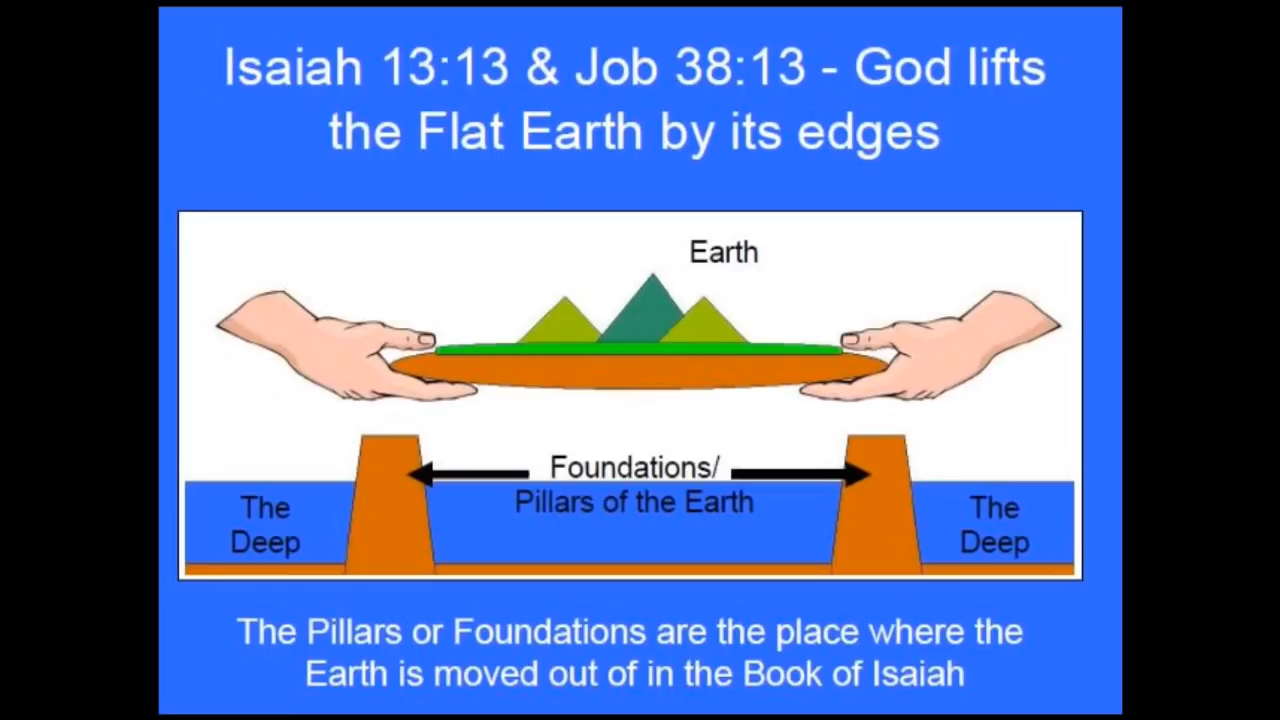 Isaiah 13:13 & Job 38:13 - God lifts
the Flat Earth by its edges
Earth
Foundations/
Pillars of the Earth
The
Deep
The
Deep
The Pillars or Foundations are the place where the
Earth is moved out of in the Book of Isaiah